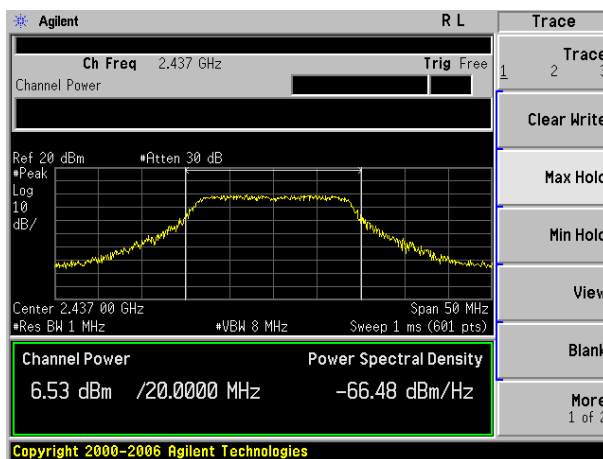 Agilent R L Trace
Ch Freq 2.437 GHz Trig Free
Channel Power
Trace
1 2 3
Clear Write
Max Hold
Min Hold
View
Blank
More
1 of 2
Ref 20 dBm #Atten 30 dB
#Peak
Log
10
dB/
Center 2.437 00 GHz Span 50 MHz
#Res BW 1 MHz #VBW 8 MHz Sweep 1 ms (601 pts)
Channel Power Power Spectral Density
6.53 dBm /20.0000 MHz -66.48 dBm/Hz
Copyright 2000-2006 Agilent Technologies